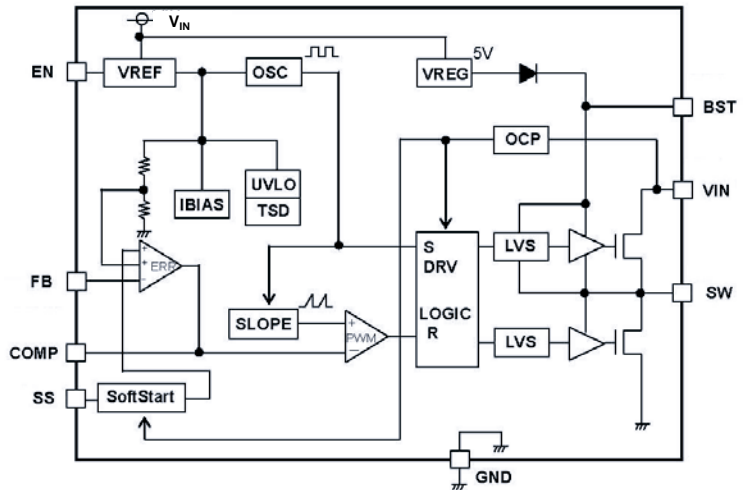 VIN
EN
VREF
OSC
5V
VREG
BST
OCP
IBIAS
UVLO
TSD
VIN
+
+
ERR
-
S
DRV
LVS
FB
SW
SLOPE
+
PWM
-
LOGIC
R
LVS
COMP
SS
SoftStart
GND